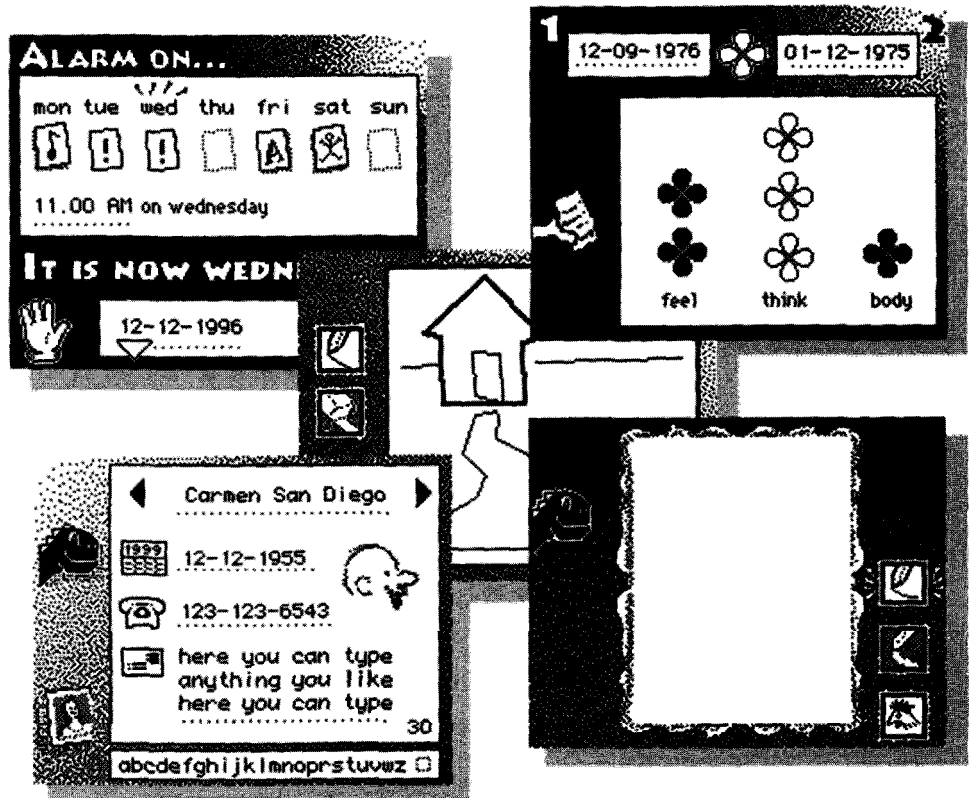 ALARM ON...
mon tue wed thu fri sat sun
A
11.00 AM on wednesday
IT IS NOW WEDN
12-12-1996
1
2
12-09-1976
01-12-1975
feel think body
Carmen San Diego
1999
12-12-1955
123-123-6543
here you can type
anything you like
here you can type
30
abcdefghijklmnoprstuvwz